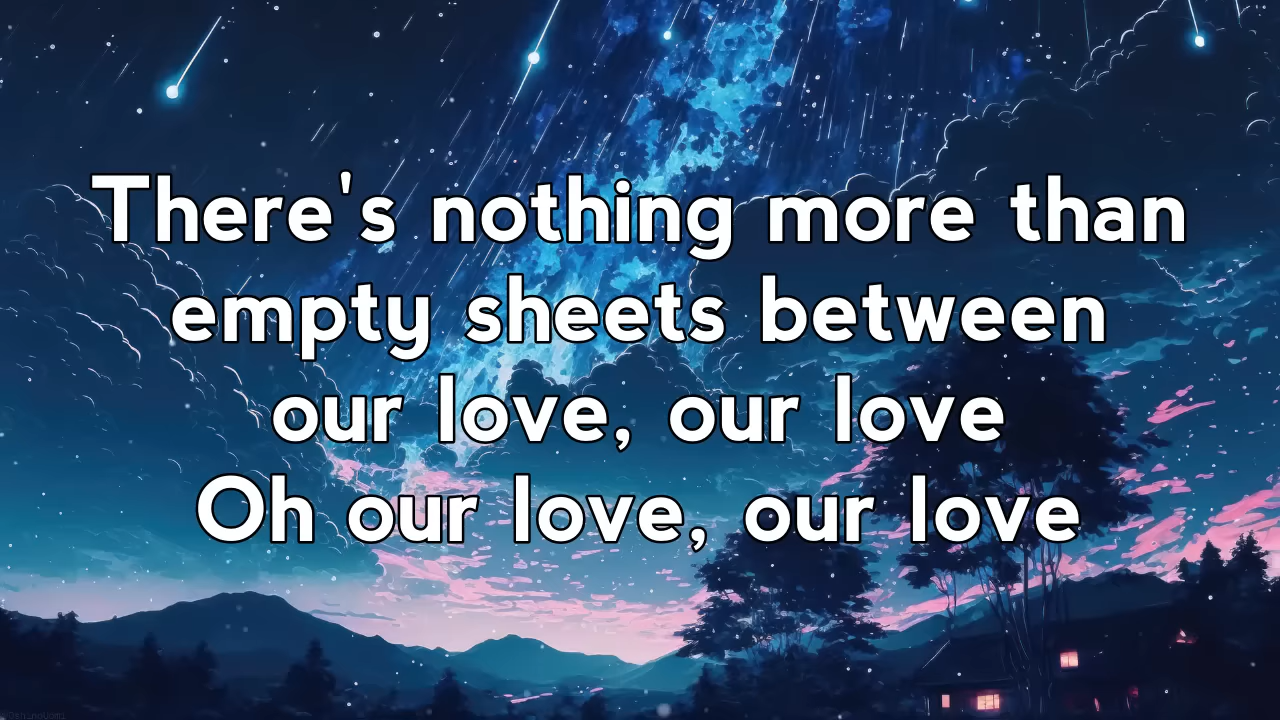 There's nothing more than
empty sheets between
our love, our love
Oh our love, our love